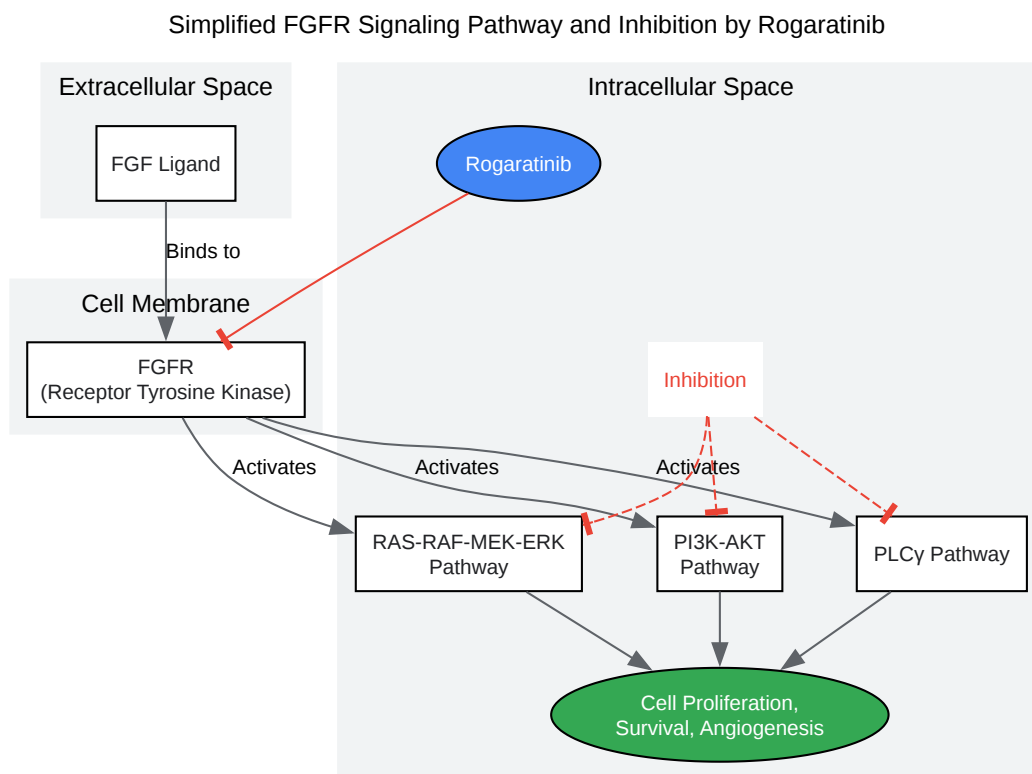 Simplified FGFR Signaling Pathway and Inhibition by Rogaratinib
Extracellular Space
Intracellular Space
FGF Ligand
Rogaratinib
Binds to
Cell Membrane
FGFR
(Receptor Tyrosine Kinase)
Inhibition
Activates
Activates
Activates
RAS-RAF-MEK-ERK
Pathway
PI3K-AKT
Pathway
PLCγ Pathway
Cell Proliferation,
Survival, Angiogenesis